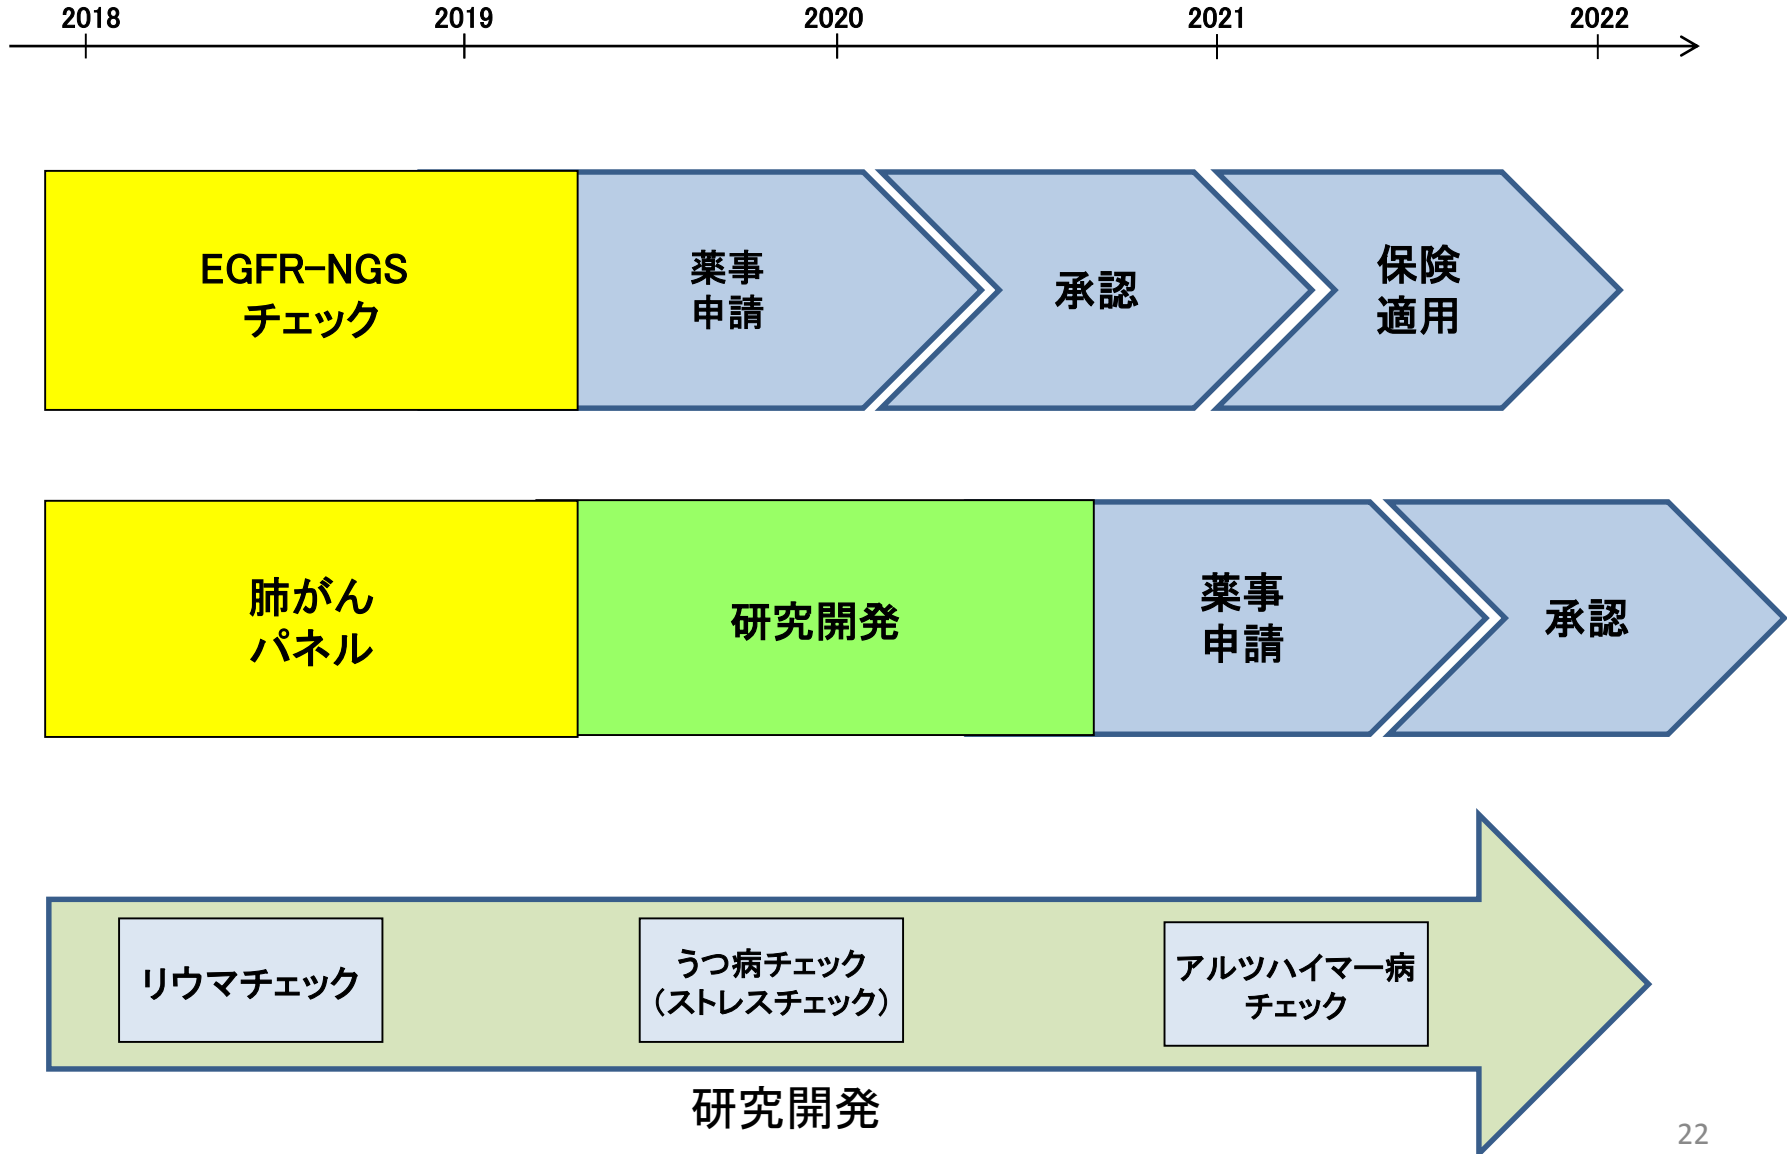 2018
2019
2020
2021
2022
EGFR-NGS
チェック
薬事
申請
承認
保険
適用
肺がん
パネル
研究開発
薬事
申請
承認
リウマチェック
うつ病チェック
（ストレスチェック）
アルツハイマー病
チェック
研究開発
22